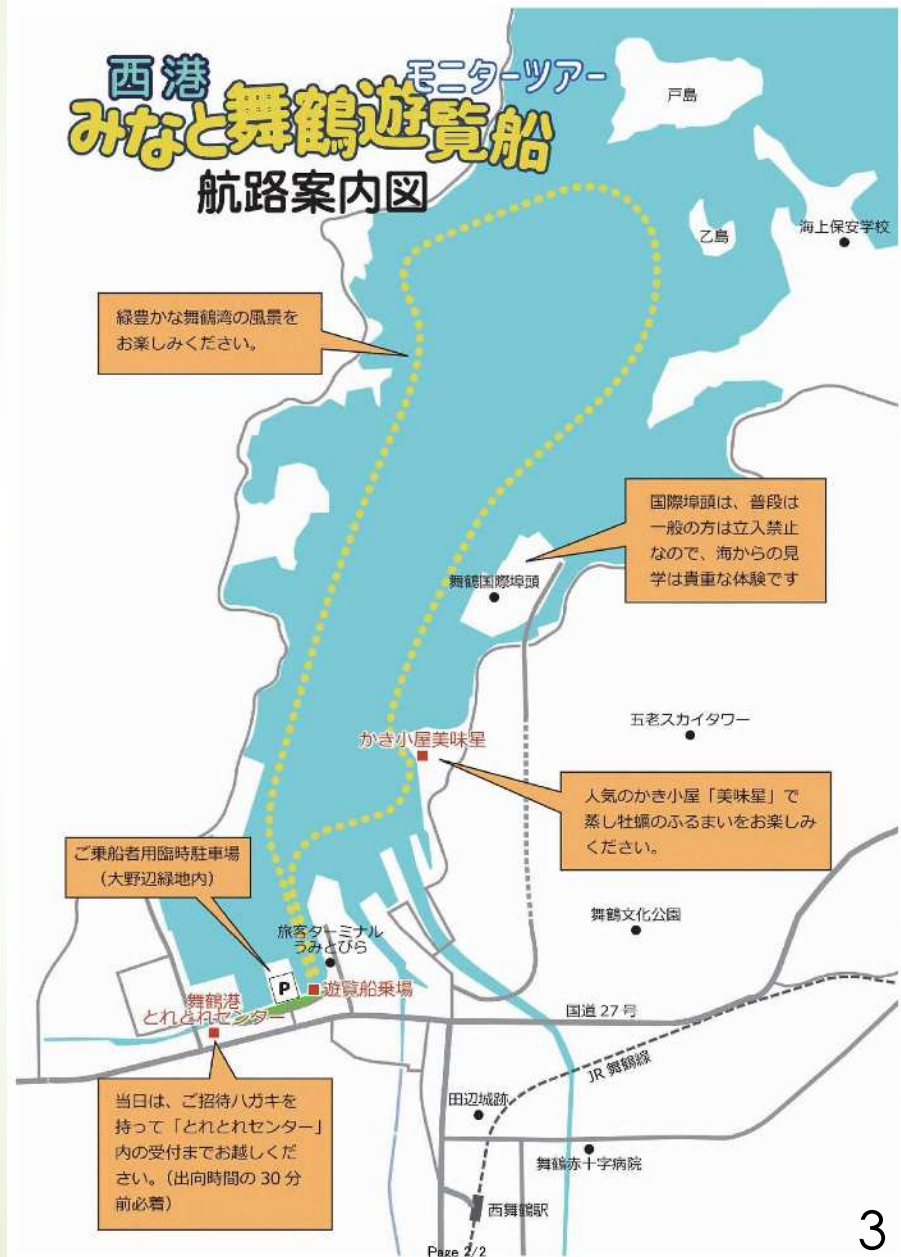 西港
モニターツアー
みなと舞鶴遊覧船
航路案内図
戸島
乙島
海上保安学校
緑豊かな舞鶴湾の風景を
お楽しみください。
国際埠頭は、普段は
一般の方は立入禁止
なので、海からの見
学は貴重な体験です
舞鶴国際埠頭
五老スカイタワー
かき小屋美味星
人気のかき小屋「美味星」で
蒸し牡蠣のふるまいをお楽しみ
ください。
ご乗船者用臨時駐車場
(大野辺緑地内)
舞鶴文化公園
旅客ターミナル
うみとびら
P
遊覧船乗場
舞鶴港
とれとれセンター
国道 27 号
JR 舞鶴線
当日は、ご招待ハガキを
持って「とれとれセンター」
内の受付までお越しくだ
さい。(出向時間の 30 分
前必着)
田辺城跡
舞鶴赤十字病院
西舞鶴駅
Page 2/2
3